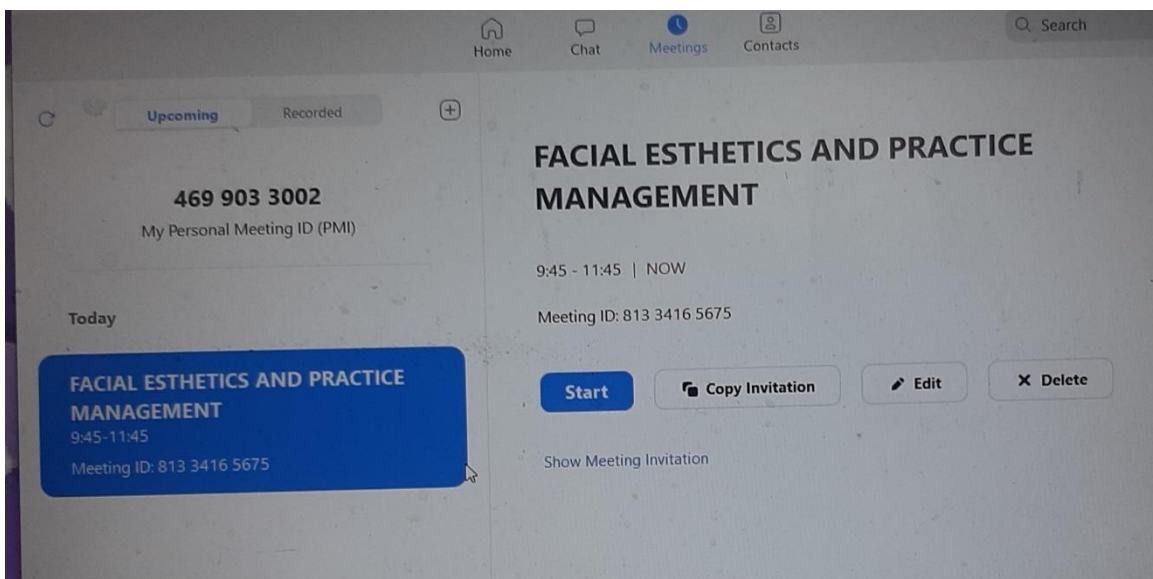 Home
Chat
Meetings
Contacts
Search
Upcoming
Recorded
469 903 3002
My Personal Meeting ID (PMI)
Today
FACIAL ESTHETICS AND PRACTICE
MANAGEMENT
9:45-11:45
Meeting ID: 813 3416 5675
FACIAL ESTHETICS AND PRACTICE
MANAGEMENT
9:45 - 11:45 | NOW
Meeting ID: 813 3416 5675
Start
Copy Invitation
Edit
Delete
Show Meeting Invitation